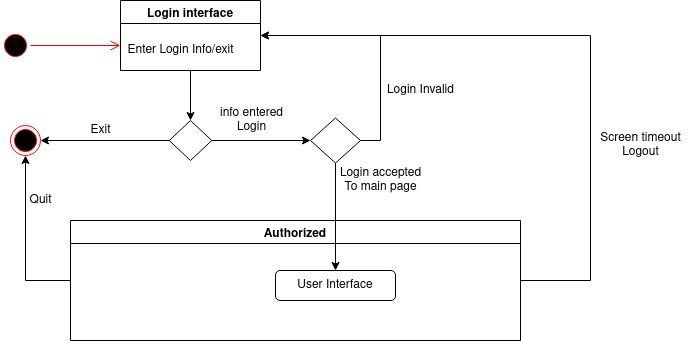 Login interface
Enter Login Info/exit
Login Invalid
info entered
Login
Exit
Screen timeout
Logout
Login accepted
To main page
Quit
Authorized
User Interface